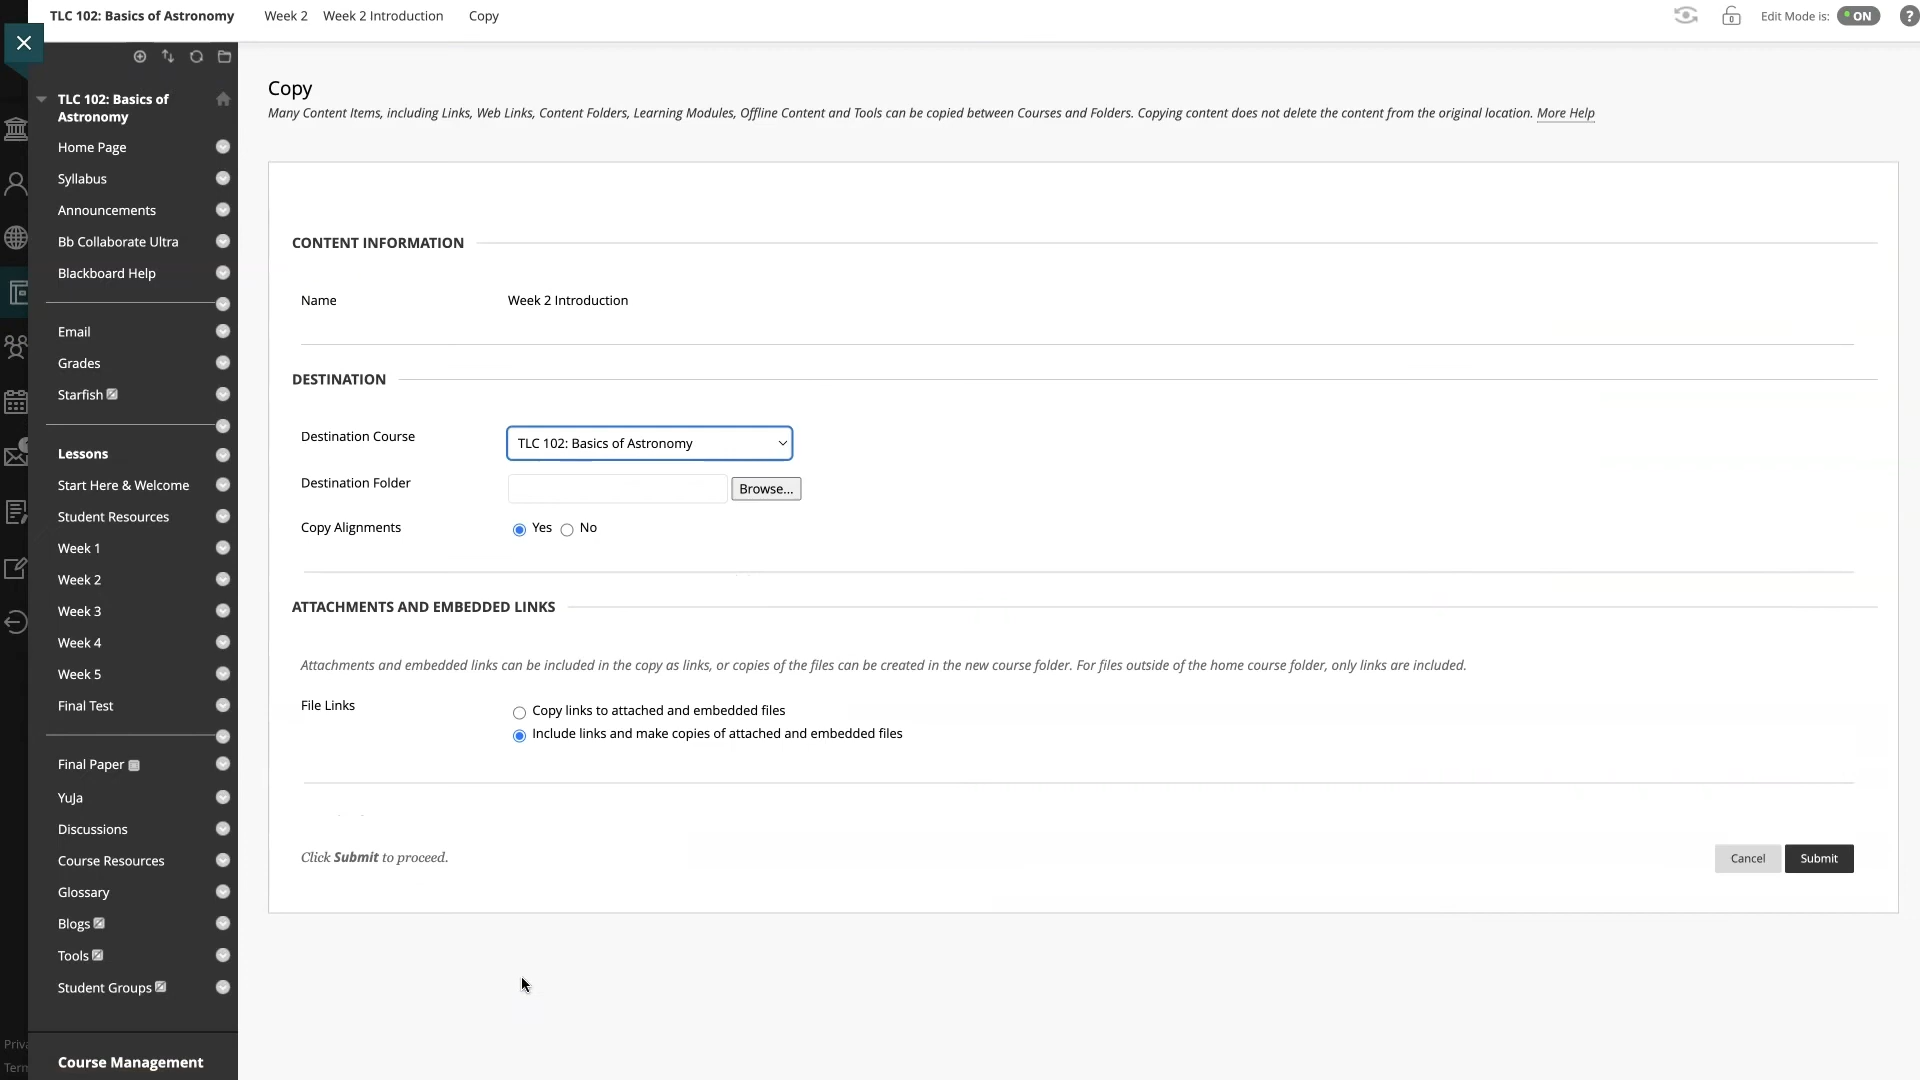 TLC 102: Basics of Astronomy Week 2 Week 2 Introduction Copy Edit Mode is: ON ?
TLC 102: Basics of
Astronomy
Home Page
Syllabus
Announcements
Bb Collaborate Ultra
Blackboard Help
Email
Grades
Starfish
Lessons
Start Here & Welcome
Student Resources
Week 1
Week 2
Week 3
Week 4
Week 5
Final Test
Final Paper
YuJa
Discussions
Course Resources
Glossary
Blogs
Tools
Student Groups
Course Management
Priva
Term
Copy
Many Content Items, including Links, Web Links, Content Folders, Learning Modules, Offline Content and Tools can be copied between Courses and Folders. Copying content does not delete the content from the original location. More Help
CONTENT INFORMATION
Name Week 2 Introduction
DESTINATION
Destination Course TLC 102: Basics of Astronomy
Destination Folder Browse...
Copy Alignments Yes No
ATTACHMENTS AND EMBEDDED LINKS
Attachments and embedded links can be included in the copy as links, or copies of the files can be created in the new course folder. For files outside of the home course folder, only links are included.
File Links Copy links to attached and embedded files
Include links and make copies of attached and embedded files
Click Submit to proceed. Cancel Submit